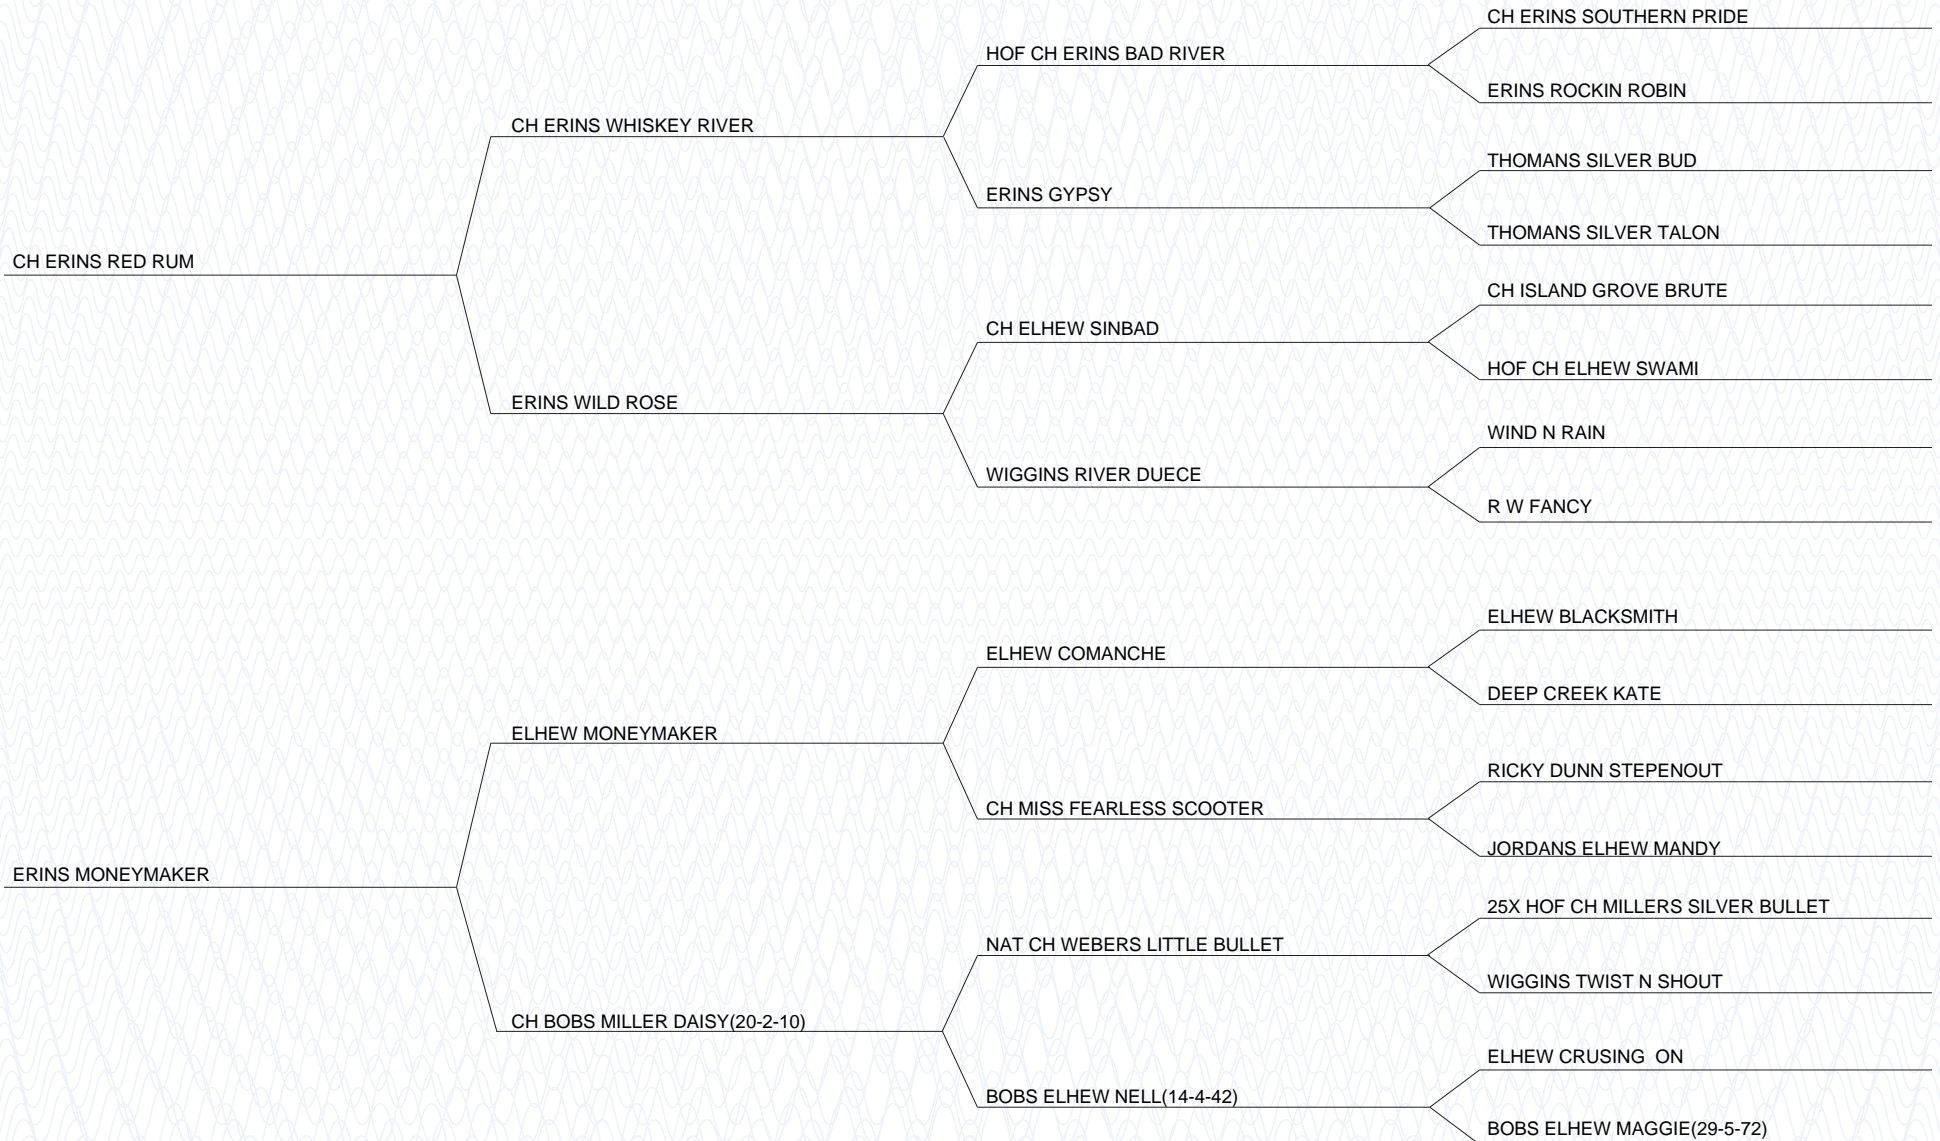 CH ERINS SOUTHERN PRIDE
HOF CH ERINS BAD RIVER
ERINS ROCKIN ROBIN
CH ERINS WHISKEY RIVER
THOMANS SILVER BUD
ERINS GYPSY
THOMANS SILVER TALON
CH ERINS RED RUM
CH ISLAND GROVE BRUTE
CH ELHEW SINBAD
HOF CH ELHEW SWAMI
ERINS WILD ROSE
WIND N RAIN
WIGGINS RIVER DUECE
R W FANCY
ELHEW BLACKSMITH
ELHEW COMANCHE
DEEP CREEK KATE
ELHEW MONEYMAKER
RICKY DUNN STEPENOUT
CH MISS FEARLESS SCOOTER
JORDANS ELHEW MANDY
ERINS MONEYMAKER
25X HOF CH MILLERS SILVER BULLET
NAT CH WEBERS LITTLE BULLET
WIGGINS TWIST N SHOUT
CH BOBS MILLER DAISY(20-2-10)
ELHEW CRUSING  ON
BOBS ELHEW NELL(14-4-42)
BOBS ELHEW MAGGIE(29-5-72)